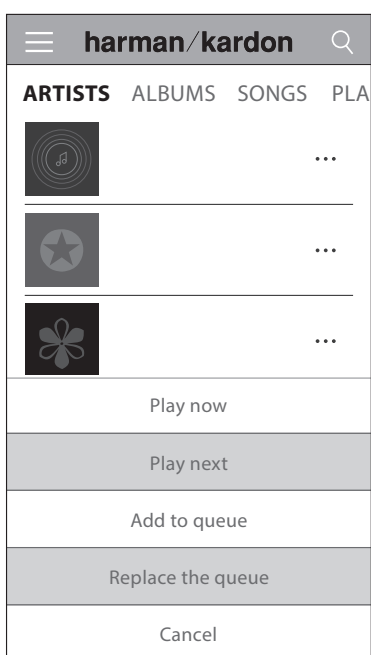 harman/kardon
ARTISTS ALBUMS SONGS PLA
...
...
...
Play now
Play next
Add to queue
Replace the queue
Cancel